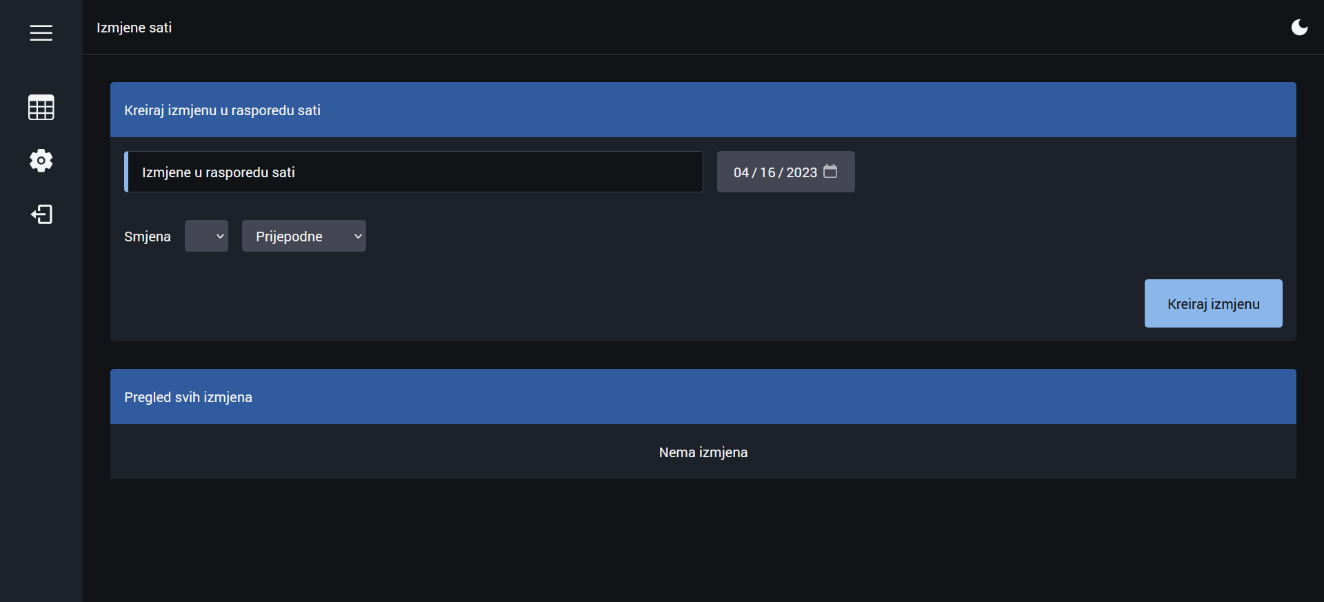 Izmjene sati
Kreiraj izmjenu u rasporedu sati
Izmjene u rasporedu sati
04/16/2023
Smjena
Prijepodne
Kreiraj izmjenu
Pregled svih izmjena
Nema izmjena